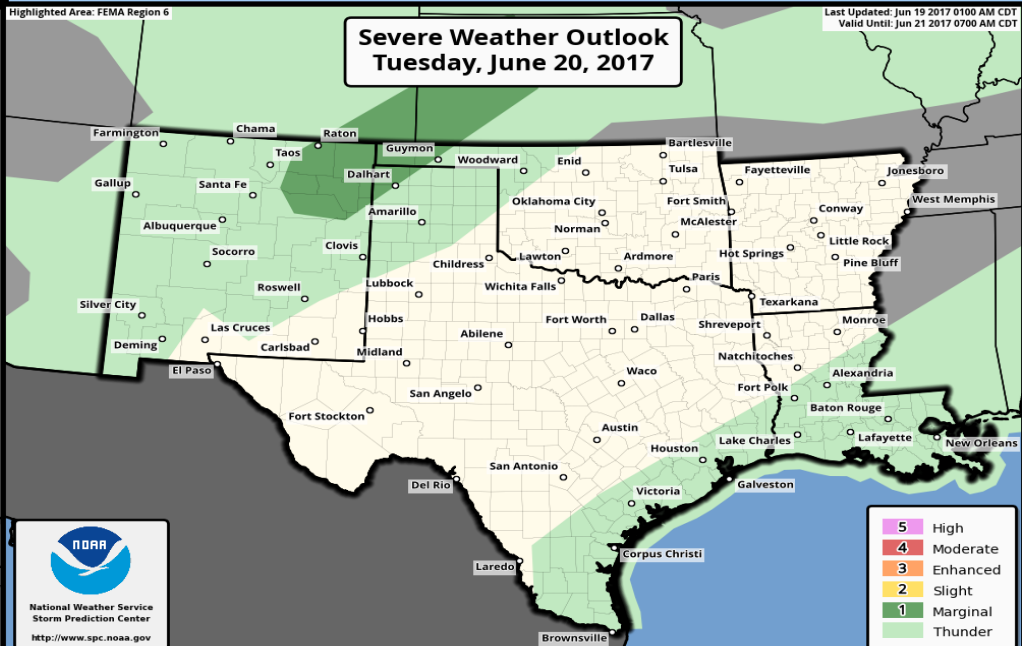 Highlighted Area: FEMA Region 6
Last Updated: Jun 19 2017 0100 AM CDT
Valid Until: Jun 21 2017 0700 AM CDT
Severe Weather Outlook
Tuesday, June 20, 2017
Farmington
Chama
Raton
Taos
Guymon
Woodward
Enid
Bartlesville
Gallup
Santa Fe
Dalhart
Tulsa
Fayetteville
Jonesboro
Albuquerque
Amarillo
Oklahoma City
Fort Smith
West Memphis
Norman
McAlester
Conway
Socorro
Clovis
Childress
Lawton
Ardmore
Hot Springs
Little Rock
Pine Bluff
Roswell
Lubbock
Wichita Falls
Paris
Texarkana
Silver City
Las Cruces
Hobbs
Abilene
Fort Worth
Dallas
Shreveport
Monroe
Deming
Carlsbad
Midland
Natchitoches
El Paso
San Angelo
Waco
Fort Polk
Alexandria
Fort Stockton
Austin
Baton Rouge
Houston
Lake Charles
Lafayette
New Orleans
Del Rio
San Antonio
Victoria
Galveston
Laredo
Corpus Christi
Brownsville
NOAA
National Weather Service
Storm Prediction Center
http://www.spc.noaa.gov
5 High
4 Moderate
3 Enhanced
2 Slight
1 Marginal
Thunder